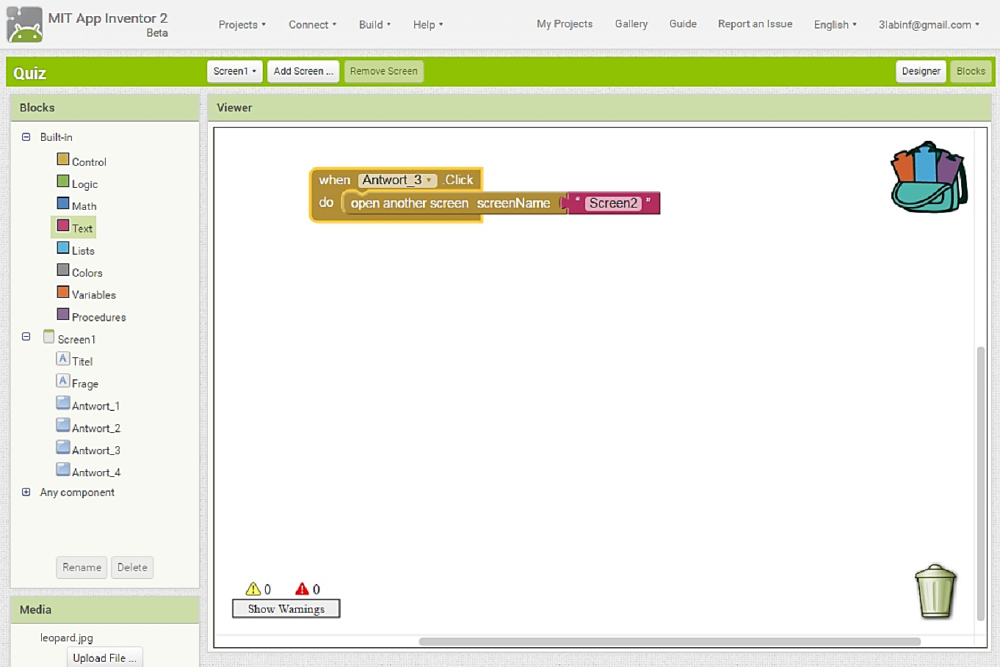 MIT App Inventor 2
Beta
Projects Connect Build Help My Projects Gallery Guide Report an Issue English 3labinf@gmail.com
Quiz Screen1 Add Screen ... Remove Screen Designer Blocks
Blocks
Built-in
Control
Logic
Math
Text
Lists
Colors
Variables
Procedures
Screen1
Titel
Frage
Antwort_1
Antwort_2
Antwort_3
Antwort_4
Any component
Rename Delete
Media
leopard.jpg
Upload File ...
Viewer
when Antwort_3 .Click
do open another screen screenName " Screen2 "
0 0
Show Warnings